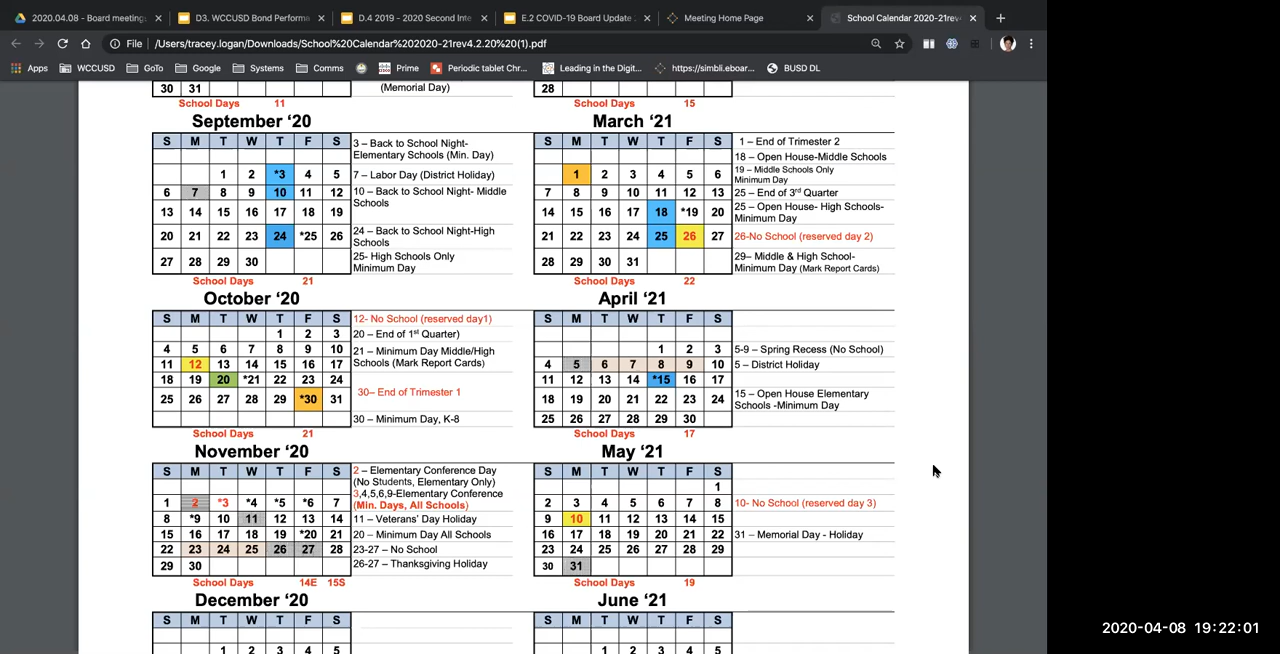 2020.04.08 - Board meeting
D3. WCCUSD Bond Performa
D.4 2019 - 2020 Second Inte
E.2 COVID-19 Board Update
Meeting Home Page
School Calendar 2020-21rev
File | /Users/tracey.logan/Downloads/School%20Calendar%202020-21rev4.2.20%20(1).pdf
Apps WCCUSD GoTo Google Systems Comms Prime Periodic tablet Chr... Leading in the Digit... https://simbli.eboar... BUSD DL
30 31
(Memorial Day)
School Days 11
September '20
S M T W T F S
1 2 *3 4 5
6 7 8 9 10 11 12
13 14 15 16 17 18 19
20 21 22 23 24 *25 26
27 28 29 30
3 – Back to School Night-
Elementary Schools (Min. Day)
7 – Labor Day (District Holiday)
10 – Back to School Night- Middle
Schools
24 – Back to School Night-High
Schools
25- High Schools Only
Minimum Day
School Days 21
October '20
S M T W T F S
1 2 3
4 5 6 7 8 9 10
11 12 13 14 15 16 17
18 19 20 *21 22 23 24
25 26 27 28 29 *30 31
12- No School (reserved day1)
20 – End of 1st Quarter)
21 – Minimum Day Middle/High
Schools (Mark Report Cards)
30– End of Trimester 1
30 – Minimum Day, K-8
School Days 21
November '20
S M T W T F S
1 2 *3 *4 *5 *6 7
8 *9 10 11 12 13 14
15 16 17 18 19 *20 21
22 23 24 25 26 27 28
29 30
2 – Elementary Conference Day
(No Students, Elementary Only)
3,4,5,6,9-Elementary Conference
(Min. Days, All Schools)
11 – Veterans' Day Holiday
20 – Minimum Day All Schools
23-27 – No School
26-27 – Thanksgiving Holiday
School Days 14E 15S
December '20
S M T W T F S
1 2 3 4 5
28
School Days 15
March '21
S M T W T F S
1 2 3 4 5 6
7 8 9 10 11 12 13
14 15 16 17 18 *19 20
21 22 23 24 25 26 27
28 29 30 31
1 – End of Trimester 2
18 – Open House-Middle Schools
19 – Middle Schools Only
Minimum Day
25 – End of 3rd Quarter
25 – Open House- High Schools-
Minimum Day
26-No School (reserved day 2)
29– Middle & High School-
Minimum Day (Mark Report Cards)
School Days 22
April '21
S M T W T F S
1 2 3
4 5 6 7 8 9 10
11 12 13 14 *15 16 17
18 19 20 21 22 23 24
25 26 27 28 29 30
5-9 – Spring Recess (No School)
5 – District Holiday
15 – Open House Elementary
Schools -Minimum Day
School Days 17
May '21
S M T W T F S
1
2 3 4 5 6 7 8
9 10 11 12 13 14 15
16 17 18 19 20 21 22
23 24 25 26 27 28 29
30 31
10- No School (reserved day 3)
31 – Memorial Day - Holiday
School Days 19
June '21
S M T W T F S
1 2 3 4 5
2020-04-08 19:22:01